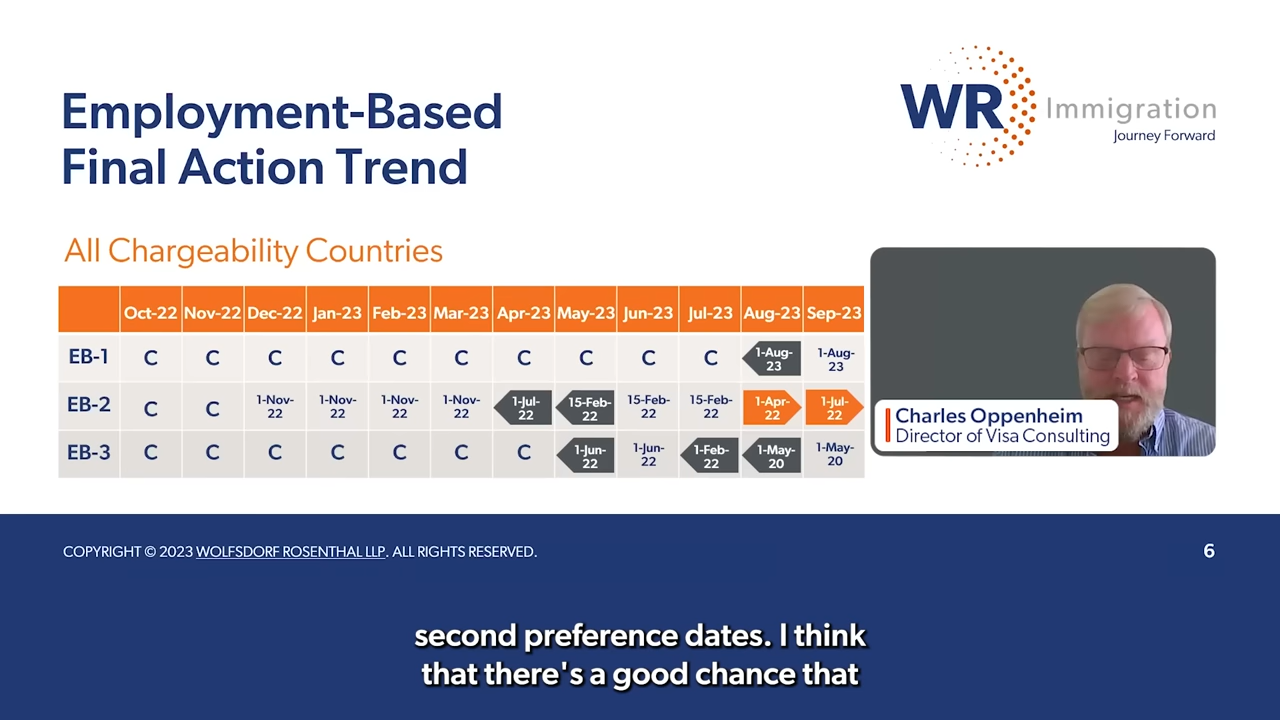 Employment-Based
Final Action Trend
WR Immigration
Journey Forward
All Chargeability Countries
Oct-22 Nov-22 Dec-22 Jan-23 Feb-23 Mar-23 Apr-23 May-23 Jun-23 Jul-23 Aug-23 Sep-23
EB-1 C C C C C C C C C C 1-Aug-23 1-Aug-23
EB-2 C C 1-Nov-22 1-Nov-22 1-Nov-22 1-Nov-22 1-Jul-22 15-Feb-22 15-Feb-22 15-Feb-22 1-Apr-22 1-Jul-22
EB-3 C C C C C C C 1-Jun-22 1-Jun-22 1-Feb-22 1-May-20 1-May-20
Charles Oppenheim
Director of Visa Consulting
COPYRIGHT © 2023 WOLFSDORF ROSENTHAL LLP. ALL RIGHTS RESERVED.
6
second preference dates. I think
that there's a good chance that